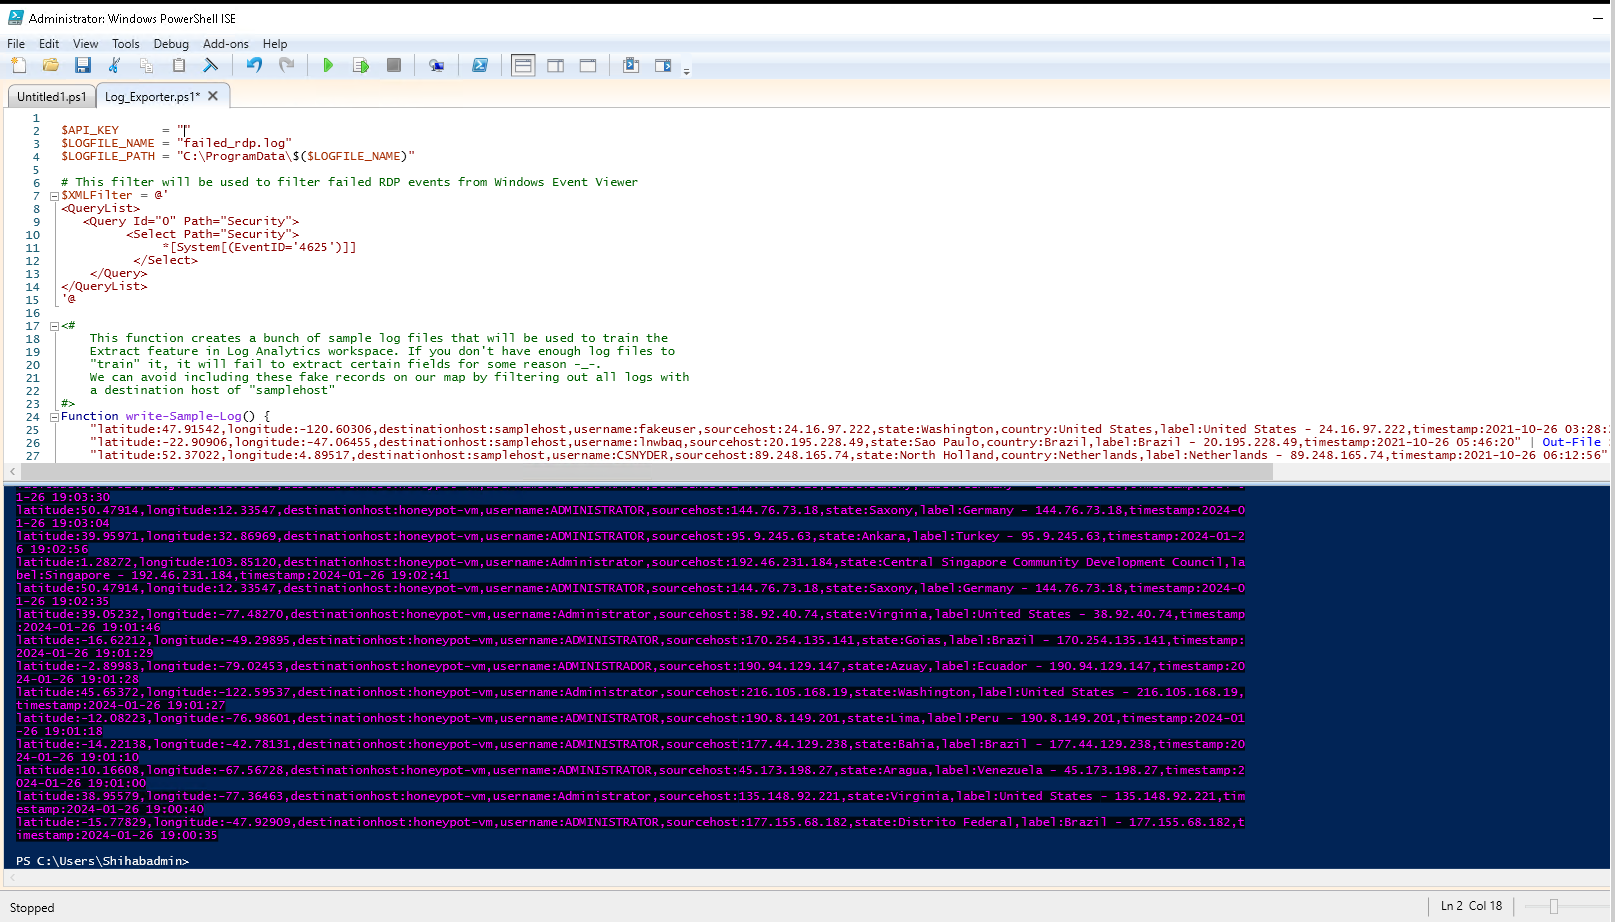 Administrator: Windows PowerShell ISE
File Edit View Tools Debug Add-ons Help
Untitled1.ps1 Log_Exporter.ps1*
1
2 $API_KEY      = ""
3 $LOGFILE_NAME = "failed_rdp.log"
4 $LOGFILE_PATH = "C:\ProgramData\$($LOGFILE_NAME)"
5
6 # This filter will be used to filter failed RDP events from Windows Event Viewer
7 $XMLFilter = @'
8 <QueryList>
9 <Query Id="0" Path="Security">
10 <Select Path="Security">
11 *[System[(EventID='4625')]]
12 </Select>
13 </Query>
14 </QueryList>
15 '@
16
17 <#
18 This function creates a bunch of sample log files that will be used to train the
19 Extract feature in Log Analytics workspace. If you don't have enough log files to
20 "train" it, it will fail to extract certain fields for some reason -_-.
21 We can avoid including these fake records on our map by filtering out all logs with
22 a destination host of "samplehost"
23 #>
24 Function write-Sample-Log() {
25 "latitude:47.91542,longitude:-120.60306,destinationhost:samplehost,username:fakeuser,sourcehost:24.16.97.222,state:Washington,country:United States,label:United States - 24.16.97.222,timestamp:2021-10-26 03:28:
26 "latitude:-22.90906,longitude:-47.06455,destinationhost:samplehost,username:lnwbaq,sourcehost:20.195.228.49,state:Sao Paulo,country:Brazil,label:Brazil - 20.195.228.49,timestamp:2021-10-26 05:46:20" | Out-File
27 "latitude:52.37022,longitude:4.89517,destinationhost:samplehost,username:CSNYDER,sourcehost:89.248.165.74,state:North Holland,country:Netherlands,label:Netherlands - 89.248.165.74,timestamp:2021-10-26 06:12:56"
1-26 19:03:30
latitude:50.47914,longitude:12.33547,destinationhost:honeypot-vm,username:ADMINISTRATOR,sourcehost:144.76.73.18,state:Saxony,label:Germany - 144.76.73.18,timestamp:2024-0
1-26 19:03:04
latitude:39.95971,longitude:32.86969,destinationhost:honeypot-vm,username:ADMINISTRATOR,sourcehost:95.9.245.63,state:Ankara,label:Turkey - 95.9.245.63,timestamp:2024-01-2
6 19:02:56
latitude:1.28272,longitude:103.85120,destinationhost:honeypot-vm,username:Administrator,sourcehost:192.46.231.184,state:Central Singapore Community Development Council,la
bel:Singapore - 192.46.231.184,timestamp:2024-01-26 19:02:41
latitude:50.47914,longitude:12.33547,destinationhost:honeypot-vm,username:ADMINISTRATOR,sourcehost:144.76.73.18,state:Saxony,label:Germany - 144.76.73.18,timestamp:2024-0
1-26 19:02:35
latitude:39.05232,longitude:-77.48270,destinationhost:honeypot-vm,username:Administrator,sourcehost:38.92.40.74,state:Virginia,label:United States - 38.92.40.74,timestamp
:2024-01-26 19:01:46
latitude:-16.62212,longitude:-49.29895,destinationhost:honeypot-vm,username:ADMINISTRATOR,sourcehost:170.254.135.141,state:Goias,label:Brazil - 170.254.135.141,timestamp:
2024-01-26 19:01:29
latitude:-2.89983,longitude:-79.02453,destinationhost:honeypot-vm,username:ADMINISTRADOR,sourcehost:190.94.129.147,state:Azuay,label:Ecuador - 190.94.129.147,timestamp:20
24-01-26 19:01:28
latitude:45.65372,longitude:-122.59537,destinationhost:honeypot-vm,username:Administrator,sourcehost:216.105.168.19,state:Washington,label:United States - 216.105.168.19,
timestamp:2024-01-26 19:01:27
latitude:-12.08223,longitude:-76.98601,destinationhost:honeypot-vm,username:ADMINISTRADOR,sourcehost:190.8.149.201,state:Lima,label:Peru - 190.8.149.201,timestamp:2024-01
-26 19:01:18
latitude:-14.22138,longitude:-42.78131,destinationhost:honeypot-vm,username:ADMINISTRATOR,sourcehost:177.44.129.238,state:Bahia,label:Brazil - 177.44.129.238,timestamp:20
24-01-26 19:01:10
latitude:10.16608,longitude:-67.56728,destinationhost:honeypot-vm,username:ADMINISTRATOR,sourcehost:45.173.198.27,state:Aragua,label:Venezuela - 45.173.198.27,timestamp:2
024-01-26 19:01:00
latitude:38.95579,longitude:-77.36463,destinationhost:honeypot-vm,username:Administrator,sourcehost:135.148.92.221,state:Virginia,label:United States - 135.148.92.221,tim
estamp:2024-01-26 19:00:40
latitude:-15.77829,longitude:-47.92909,destinationhost:honeypot-vm,username:ADMINISTRATOR,sourcehost:177.155.68.182,state:Distrito Federal,label:Brazil - 177.155.68.182,t
imestamp:2024-01-26 19:00:35
PS C:\Users\Shihabadmin>
Stopped
Ln 2 Col 18